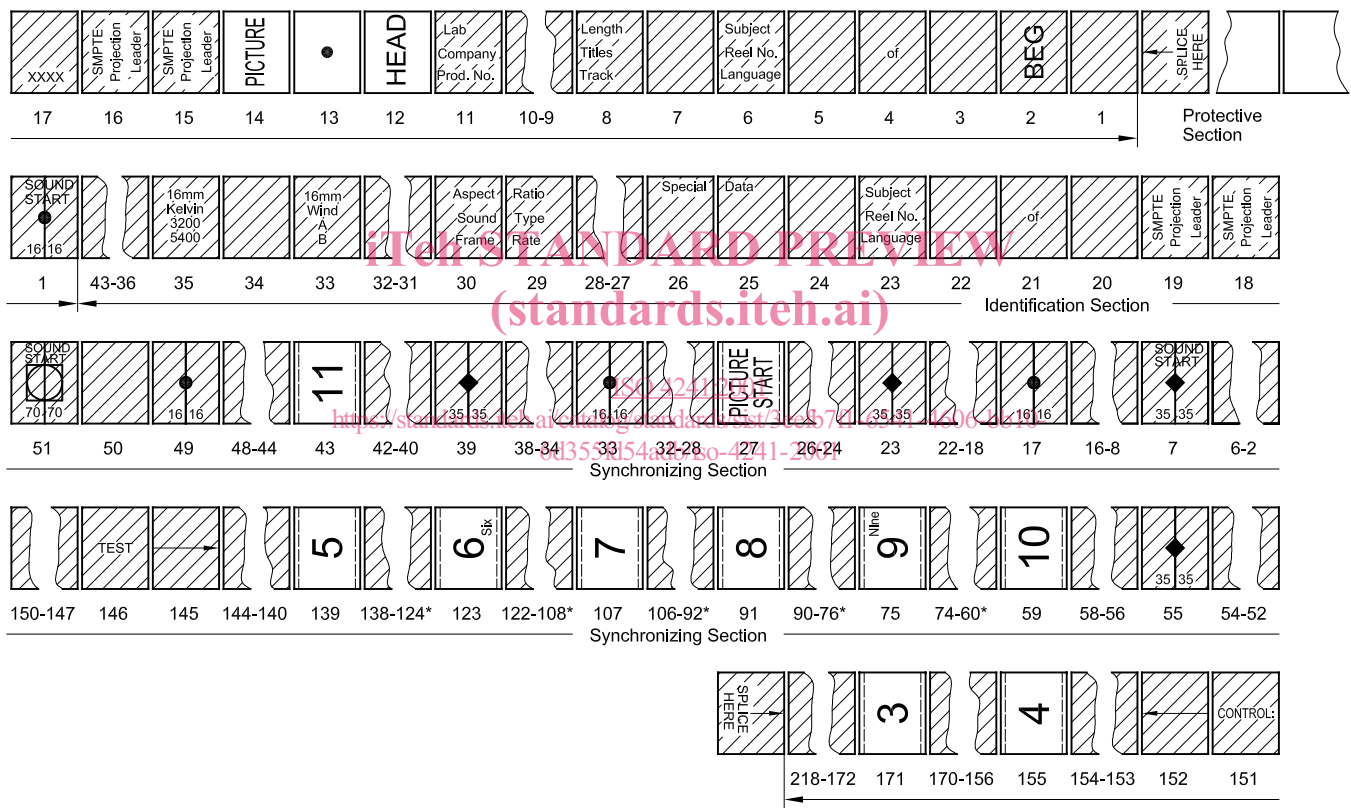 XXXX
SMPTE Projection Leader
SMPTE Projection Leader
PICTURE
HEAD
Lab Company Prod. No.
Length Titles Track
Subject Reel No. Language
of
BEG
SPLICE HERE
17 16 15 14 13 12 11 10-9 8 7 6 5 4 3 2 1
Protective Section
SOUND START 16 16
16mm Kelvin 3200 5400
16mm Wind A B
Aspect Sound Frame
Ratio Type Rate
Special
Data
Subject Reel No. Language
of
SMPTE Projection Leader
SMPTE Projection Leader
iTeh STANDARD PREVIEW
1 43-36 35 34 33 32-31 30 29 28-27 26 25 24 23 22 21 20 19 18
Identification Section
(standards.iteh.ai)
SOUND START 70 70
16 16
11
35 35
16 16
PICTURE START
35 35
16 16
SOUND START 35 35
ISO 4241:2001
51 50 49 48-44 43 42-40 39 38-34 33 32-28 27 26-24 23 22-18 17 16-8 7 6-2
Synchronizing Section
TEST
5
6 Six
7
8
9 Nine
10
35 35
150-147 146 145 144-140 139 138-124* 123 122-108* 107 106-92* 91 90-76* 75 74-60* 59 58-56 55 54-52
Synchronizing Section
SPLICE HERE
3
4
CONTROL:
218-172 171 170-156 155 154-153 152 151